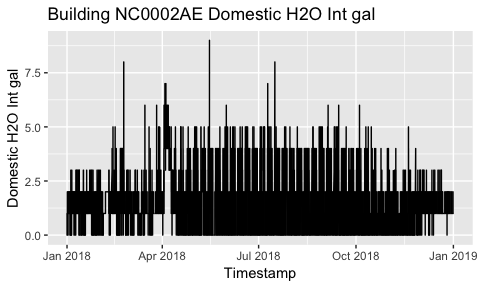 Building NC0002AE Domestic H2O Int gal
Domestic H2O Int gal
7.5
5.0
2.5
0.0
Jan 2018
Apr 2018
Jul 2018
Oct 2018
Jan 2019
Timestamp